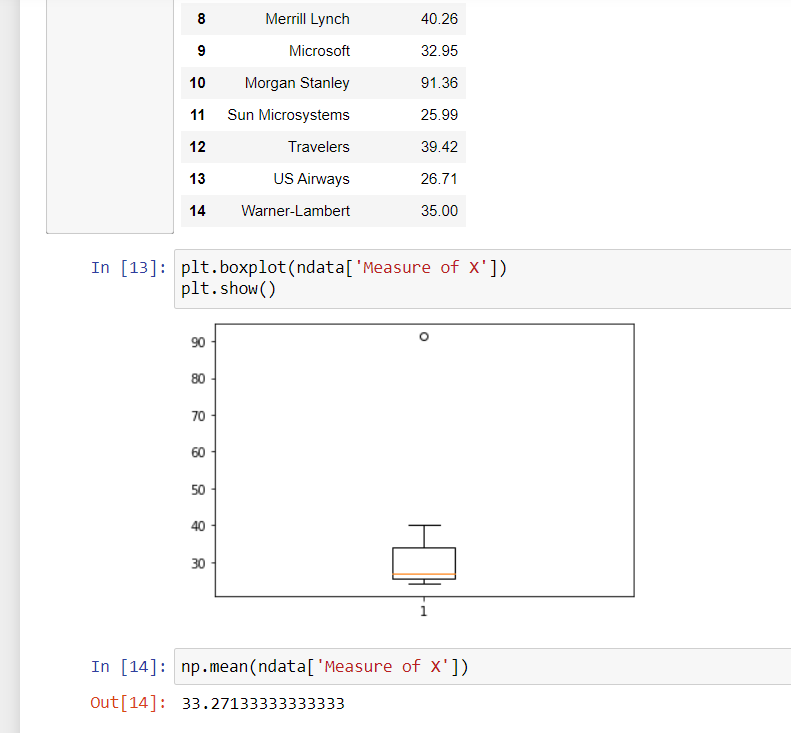 8 Merrill Lynch 40.26
9 Microsoft 32.95
10 Morgan Stanley 91.36
11 Sun Microsystems 25.99
12 Travelers 39.42
13 US Airways 26.71
14 Warner-Lambert 35.00
In [13]: plt.boxplot(ndata['Measure of X'])
plt.show()
90
80
70
60
50
40
30
1
In [14]: np.mean(ndata['Measure of X'])
Out[14]: 33.27133333333333